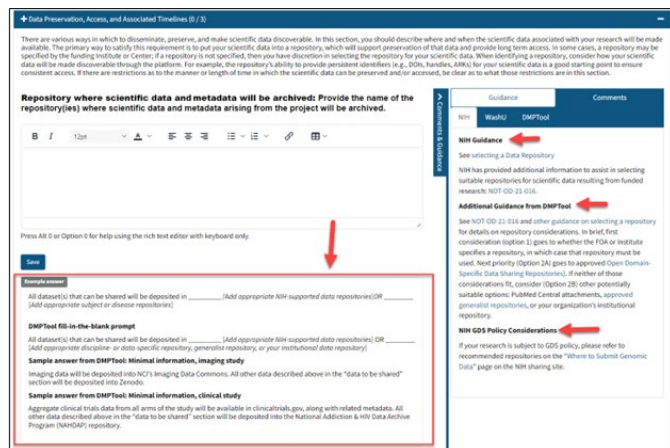 + Data Preservation, Access, and Associated Timelines (0 / 3)
There are various ways in which to disseminate, preserve, and make scientific data discoverable. In this section, you should describe where and when the scientific data associated with your research will be made
available. The primary way to satisfy this requirement is to put your scientific data into a repository, which will support preservation of that data and provide long term access. In some cases, a repository may be
specified by the funding Institute or Center; if a repository is not specified, then you have discretion in selecting the repository for your scientific data. When identifying a repository, consider how your scientific
data will be made discoverable through the platform. For example, the repository's ability to provide persistent identifiers (e.g., DOIs, handles, ARKs) for your scientific data is a good starting point to ensure
consistent access. If there are restrictions as to the manner or length of time in which the scientific data can be preserved and/or accessed, be clear as to what those restrictions are in this section.
Repository where scientific data and metadata will be archived: Provide the name of the
repository(ies) where scientific data and metadata arising from the project will be archived.
B I 12pt A
Press Alt 0 or Option 0 for help using the rich text editor with keyboard only.
Save
Example answer
All dataset(s) that can be shared will be deposited in ________ [Add appropriate NIH-supported data repositories]OR ________
[Add appropriate subject or disease repositories]
DMPTool fill-in-the-blank prompt
All dataset(s) that can be shared will be deposited in ________ [Add appropriate NIH-supported data repositories] OR ________
[Add appropriate discipline- or data specific repository, generalist repository, or your institutional data repository]
Sample answer from DMPTool: Minimal information, imaging study
Imaging data will be deposited into NCI's Imaging Data Commons. All other data described above in the "data to be shared"
section will be deposited into Zenodo.
Sample answer from DMPTool: Minimal information, clinical study
Aggregate clinical trials data from all arms of the study will be available in clinicaltrials.gov, along with related metadata. All
other data described above in the "data to be shared" section will be deposited into the National Addiction & HIV Data Archive
Program (NAHDAP) repository.
Comments & Guidance
Guidance Comments
NIH WashU DMPTool
NIH Guidance
See selecting a Data Repository
NIH has provided additional information to assist in selecting
suitable repositories for scientific data resulting from funded
research: NOT-OD-21-016.
Additional Guidance from DMPTool
See NOT-OD-21-016 and other guidance on selecting a repository
for details on repository considerations. In brief, first
consideration (option 1) goes to whether the FOA or Institute
specifies a repository, in which case that repository must be
used. Next priority (Option 2A) goes to approved Open Domain-
Specific Data Sharing Repositories). If neither of those
considerations fit, consider (Option 2B) other potentially
suitable options: PubMed Central attachments, approved
generalist repositories, or your organization's institutional
repository.
NIH GDS Policy Considerations
If your research is subject to GDS policy, please refer to
recommended repositories on the "Where to Submit Genomic
Data" page on the NIH sharing site.